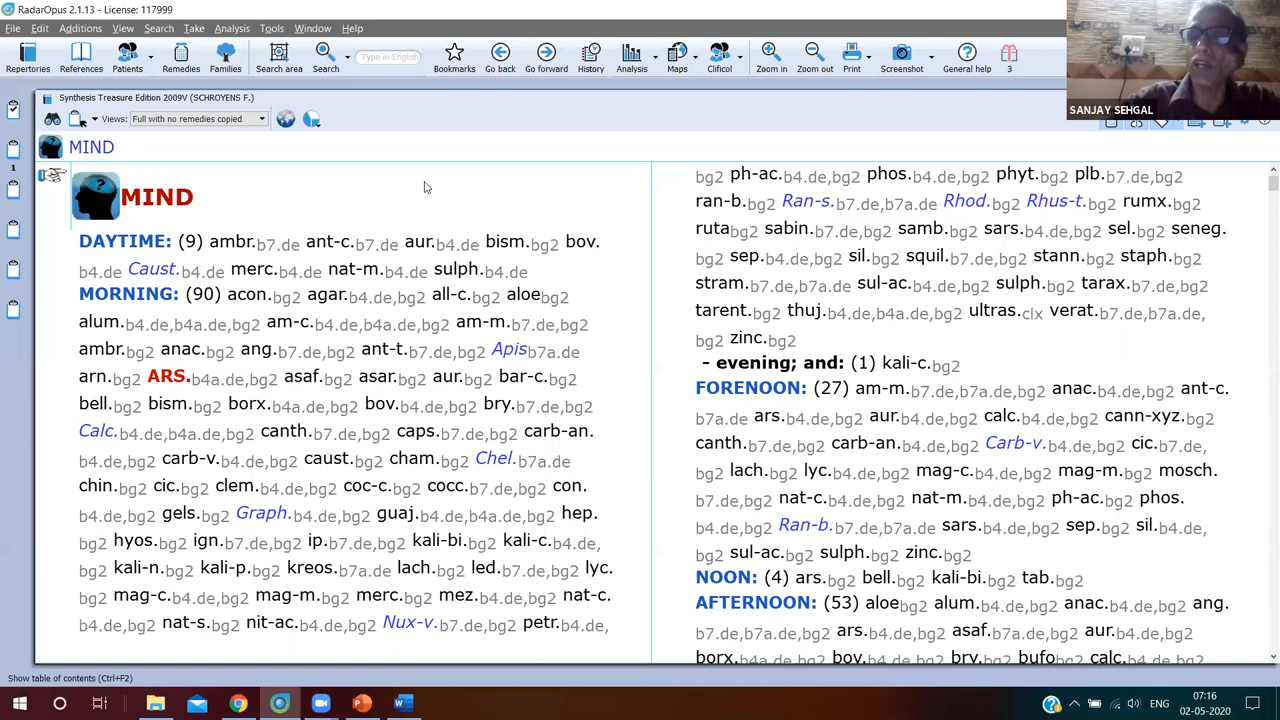 RadarOpus 2.1.13 - License: 117999
File Edit Additions View Search Take Analysis Tools Window Help
Type in English
Repertories References Patients Remedies Families Search area Search Bookmarks Go back Go forward History Analysis Maps Clificol Zoom in Zoom out Print Screenshot General help 3
SANJAY SEHGAL
Synthesis Treasure Edition 2009V (SCHROYENS F.)
Views: Full with no remedies copied
MIND
1
MIND
DAYTIME: (9) ambr.b7.de ant-c.b7.de aur.b4.de bism.bg2 bov.
b4.de Caust.b4.de merc.b4.de nat-m.b4.de sulph.b4.de
MORNING: (90) acon.bg2 agar.b4.de,bg2 all-c.bg2 aloebg2
alum.b4.de,b4a.de,bg2 am-c.b4.de,b4a.de,bg2 am-m.b7.de,bg2
ambr.bg2 anac.bg2 ang.b7.de,bg2 ant-t.b7.de,bg2 Apisb7a.de
arn.bg2 ARS.b4a.de,bg2 asaf.bg2 asar.bg2 aur.bg2 bar-c.bg2
bell.bg2 bism.bg2 borx.b4a.de,bg2 bov.b4.de,bg2 bry.b7.de,bg2
Calc.b4.de,b4a.de,bg2 canth.b7.de,bg2 caps.b7.de,bg2 carb-an.
b4.de,bg2 carb-v.b4.de,bg2 caust.bg2 cham.bg2 Chel.b7a.de
chin.bg2 cic.bg2 clem.bg2 coc-c.bg2 cocc.bg2 con.
b4.de,bg2 gels.bg2 Graph.b4.de,bg2 guaj.b4.de,b4a.de,bg2 hep.
bg2 hyos.bg2 ign.b7.de,bg2 ip.b7.de,bg2 kali-bi.bg2 kali-c.b4.de,
bg2 kali-n.bg2 kali-p.bg2 kreos.b7a.de lach.bg2 led.b7.de,bg2 lyc.
bg2 mag-c.bg2 mag-m.bg2 merc.b4.de,bg2 mez.b4.de,bg2 nat-c.
b4.de,bg2 nat-s.bg2 nit-ac.b4.de,bg2 Nux-v.b7.de,bg2 petr.b4.de,
bg2 ph-ac.b4.de,bg2 phos.b4.de,bg2 phyt.bg2 plb.b7.de,bg2
ran-b.bg2 Ran-s.b7.de,b7a.de Rhod.bg2 Rhus-t.bg2 rumx.bg2
rutabg2 sabin.b7.de,bg2 samb.bg2 sars.b4.de,bg2 sel.bg2 seneg.
bg2 sep.bg2 sil.bg2 squil.b7.de,bg2 stann.bg2 staph.bg2
stram.b7.de,b7a.de sul-ac.b4.de,bg2 sulph.b4.de,bg2 tarax.b7.de,bg2
tarent.bg2 thuj.b4.de,b4a.de,bg2 ultras.clx verat.b7.de,b7a.de,
bg2 zinc.bg2
- evening; and: (1) kali-c.bg2
FORENOON: (27) am-m.b7.de,b7a.de,bg2 anac.bg2 ant-c.
b7a.de ars.b4.de,bg2 aur.bg2 calc.b4.de,bg2 cann-xyz.bg2
canth.b7.de,bg2 carb-an.b4.de,bg2 Carb-v.b4.de,bg2 cic.b7.de
bg2 lach.bg2 lyc.bg2 mag-c.bg2 mag-m.b4.de,bg2 mosch.
b7.de,bg2 nat-c.bg2 nat-m.b4.de,bg2 ph-ac.bg2 phos.
b4.de,bg2 Ran-b.b7.de,b7a.de sars.b4.de,bg2 sep.bg2 sil.b4.de,
bg2 sul-ac.bg2 sulph.bg2 zinc.bg2
NOON: (4) ars.bg2 bell.bg2 kali-bi.bg2 tab.bg2
AFTERNOON: (53) aloebg2 alum.b4.de,bg2 anac.bg2 ang.
b7.de,b7a.de,bg2 ars.b4.de,bg2 asaf.bg2 aur.b4.de,bg2
borx.b4a.de,bg2 bov.b4.de,bg2 bry.b7.de,bg2 bufobg2 calc.b4.de,
Show table of contents (Ctrl+F2)
ENG
07:16
02-05-2020